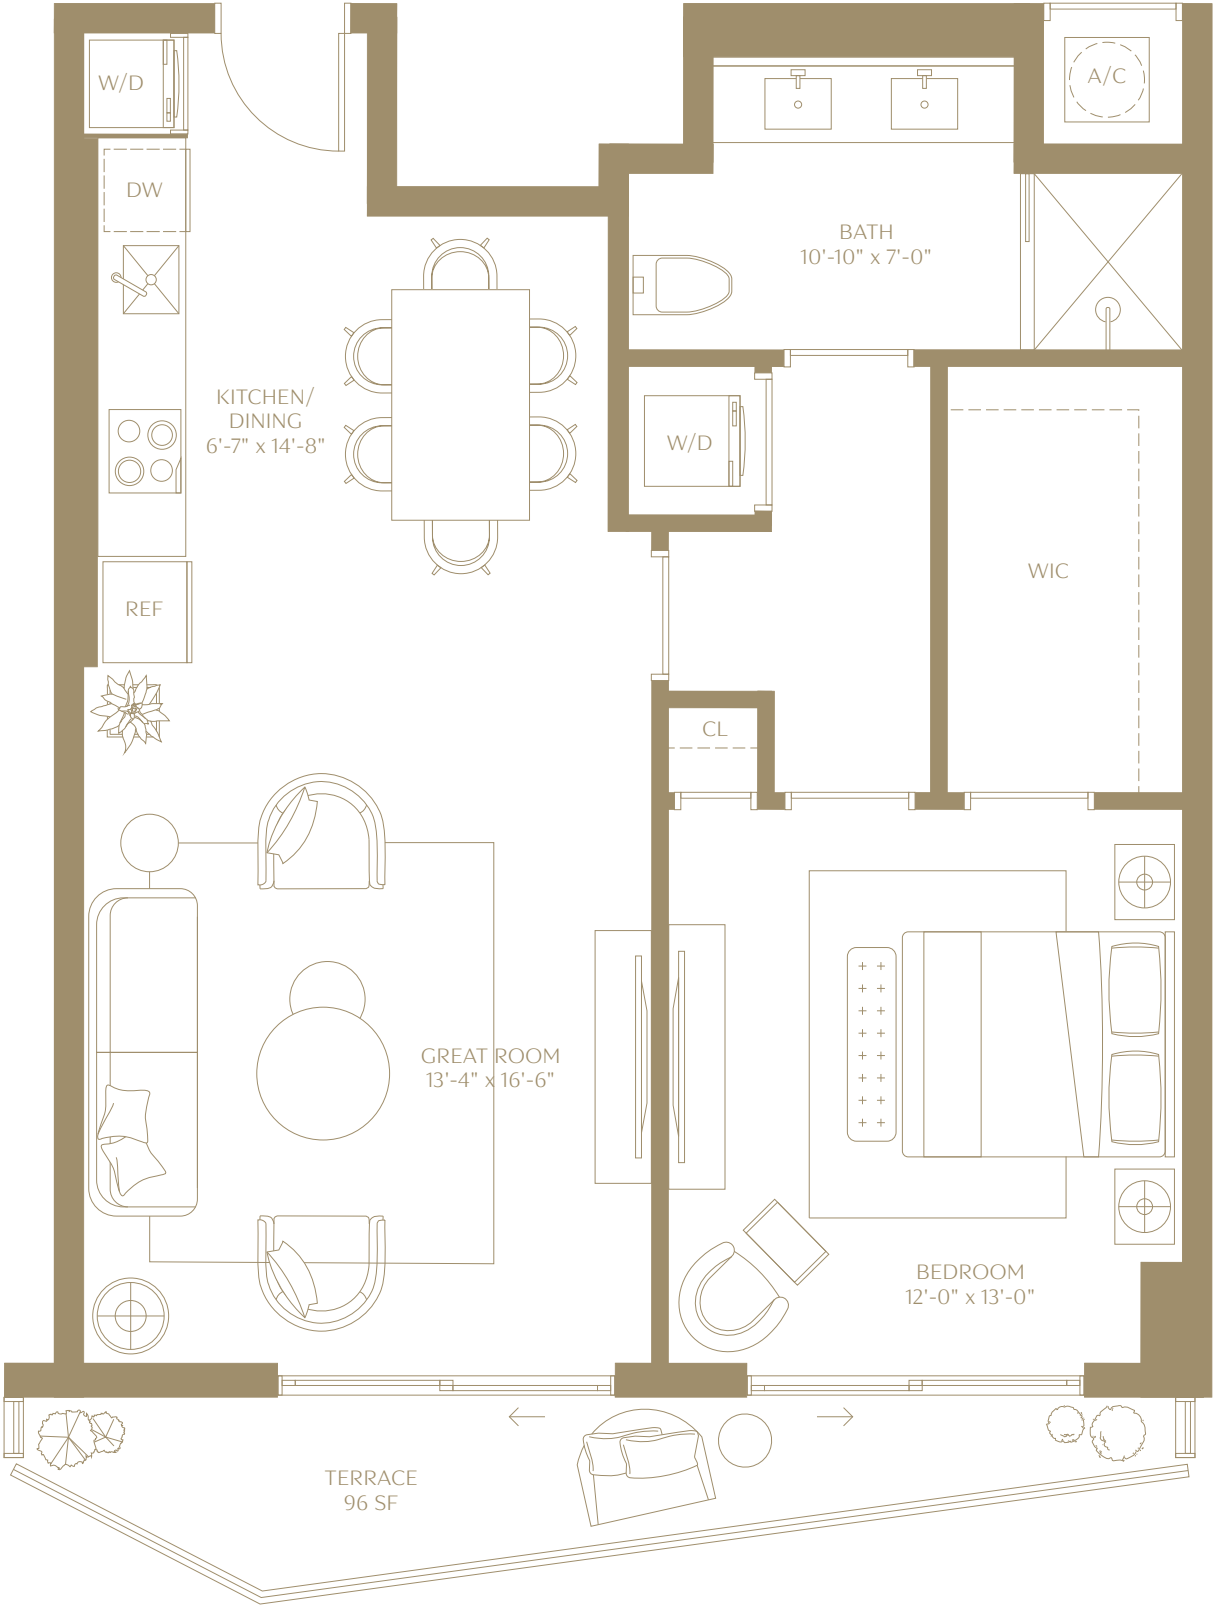 W/D
A/C
DW
BATH
10'-10" x 7'-0"
KITCHEN/
DINING
6'-7" x 14'-8"
W/D
WIC
REF
CL
GREAT ROOM
13'-4" x 16'-6"
BEDROOM
12'-0" x 13'-0"
TERRACE
96 SF